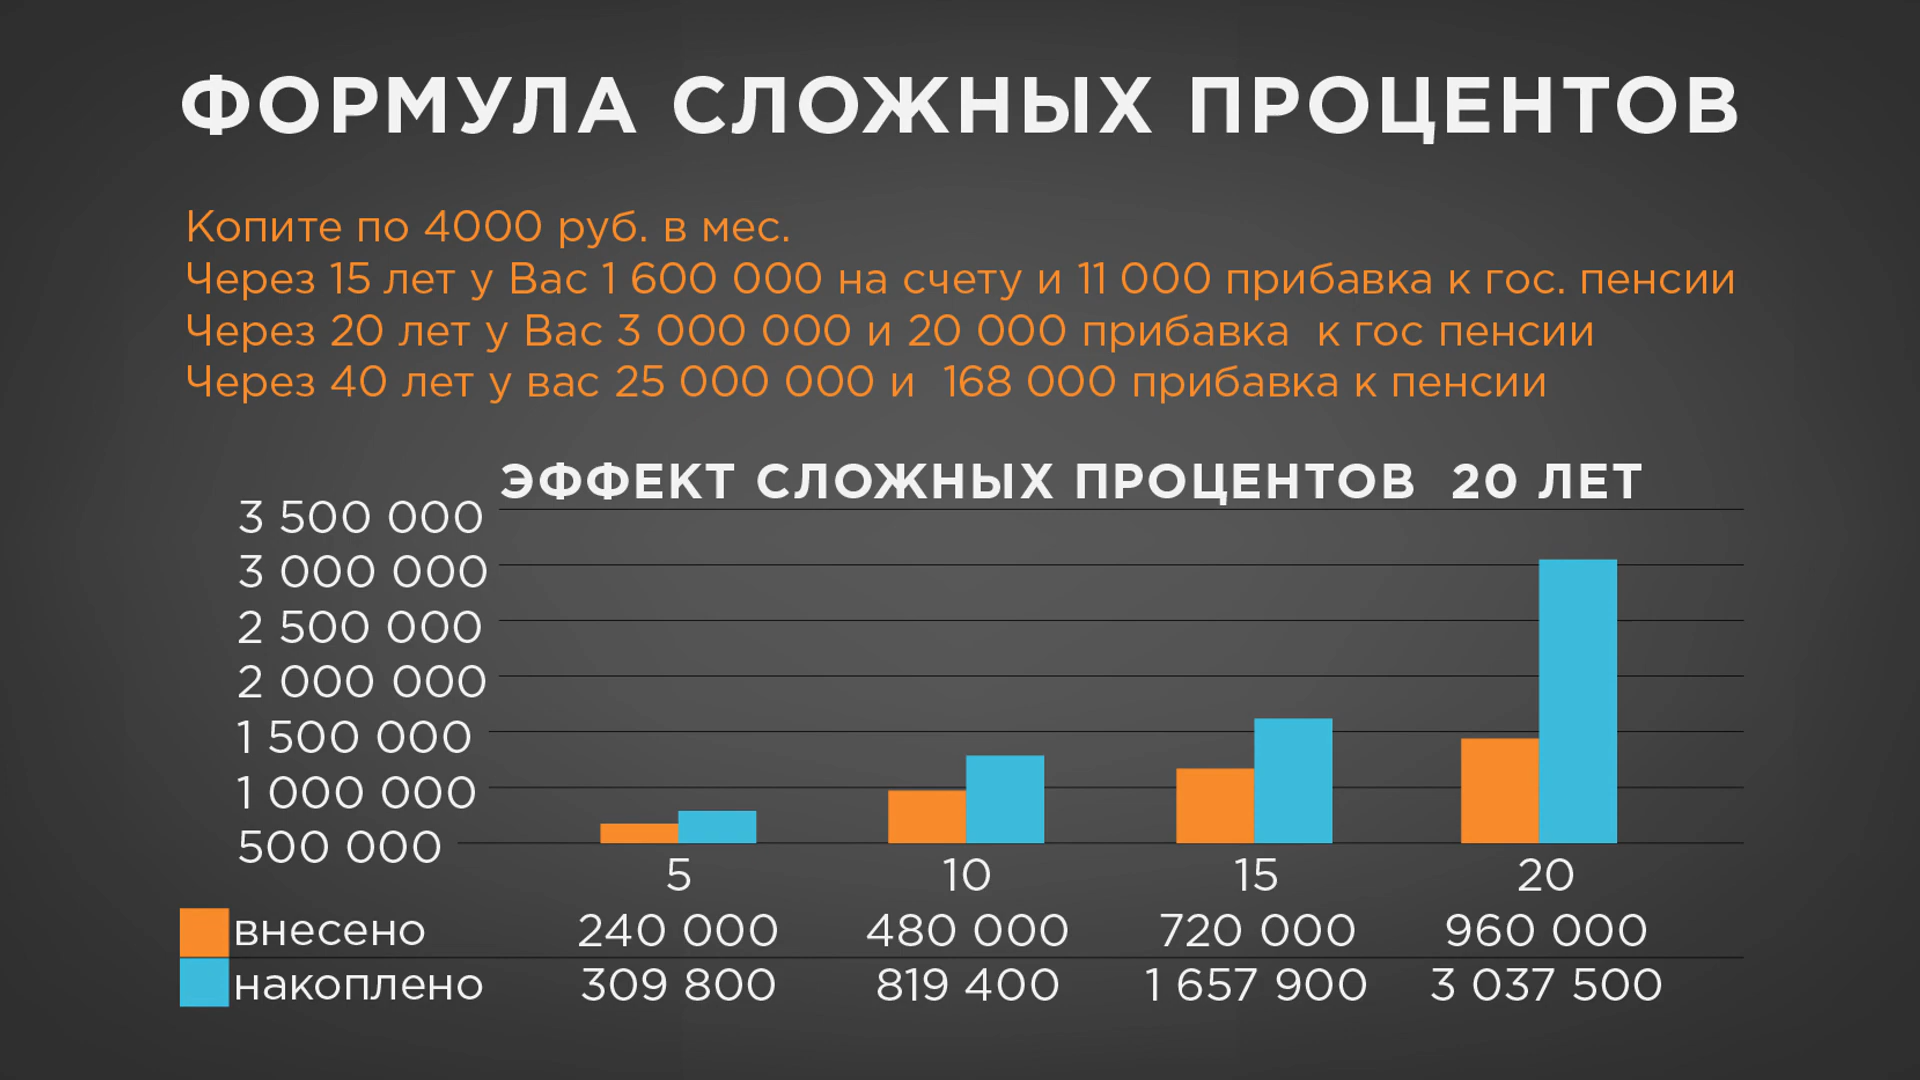 ФОРМУЛА СЛОЖНЫХ ПРОЦЕНТОВ
Копите по 4000 руб. в мес.
Через 15 лет у Вас 1 600 000 на счету и 11 000 прибавка к гос. пенсии
Через 20 лет у Вас 3 000 000 и 20 000 прибавка к гос пенсии
Через 40 лет у вас 25 000 000 и 168 000 прибавка к пенсии
ЭФФЕКТ СЛОЖНЫХ ПРОЦЕНТОВ 20 ЛЕТ
3 500 000
3 000 000
2 500 000
2 000 000
1 500 000
1 000 000
500 000
5 10 15 20
внесено 240 000 480 000 720 000 960 000
накоплено 309 800 819 400 1 657 900 3 037 500